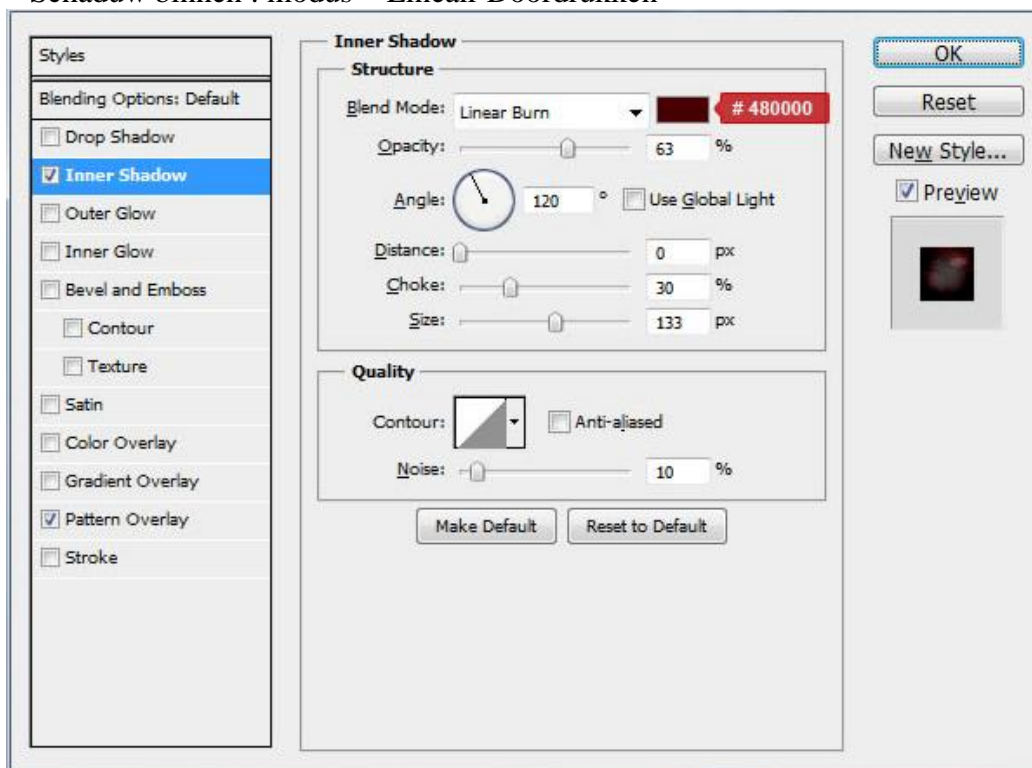 Schaduw binnen : modus = Lineair Doordrukken
Styles
Blending Options: Default
Drop Shadow
Inner Shadow
Outer Glow
Inner Glow
Bevel and Emboss
Contour
Texture
Satin
Color Overlay
Gradient Overlay
Pattern Overlay
Stroke
Inner Shadow
Structure
Blend Mode: Linear Burn # 480000
Opacity: 63 %
Angle: 120 ° Use Global Light
Distance: 0 px
Choke: 30 %
Size: 133 px
Quality
Contour: Anti-aliased
Noise: 10 %
Make Default Reset to Default
OK
Reset
New Style...
Preview